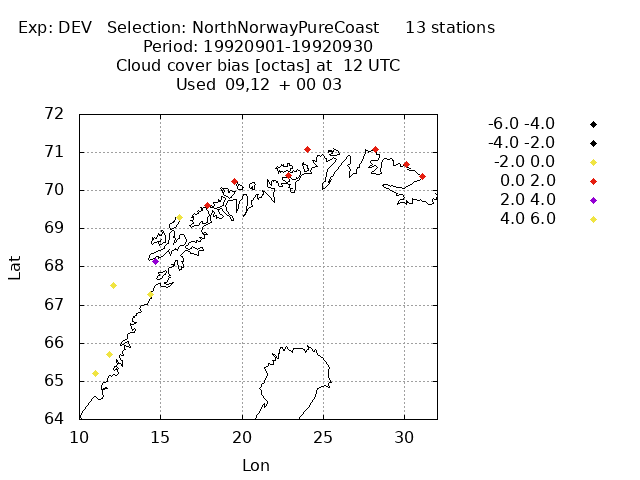 Exp: DEV   Selection: NorthNorwayPureCoast     13 stations
Period: 19920901-19920930
Cloud cover bias [octas] at  12 UTC
Used  09,12  + 00 03
72
71
70
69
68
67
66
65
64
10 15 20 25 30
Lat
Lon
-6.0 -4.0
-4.0 -2.0
-2.0 0.0
0.0 2.0
2.0 4.0
4.0 6.0